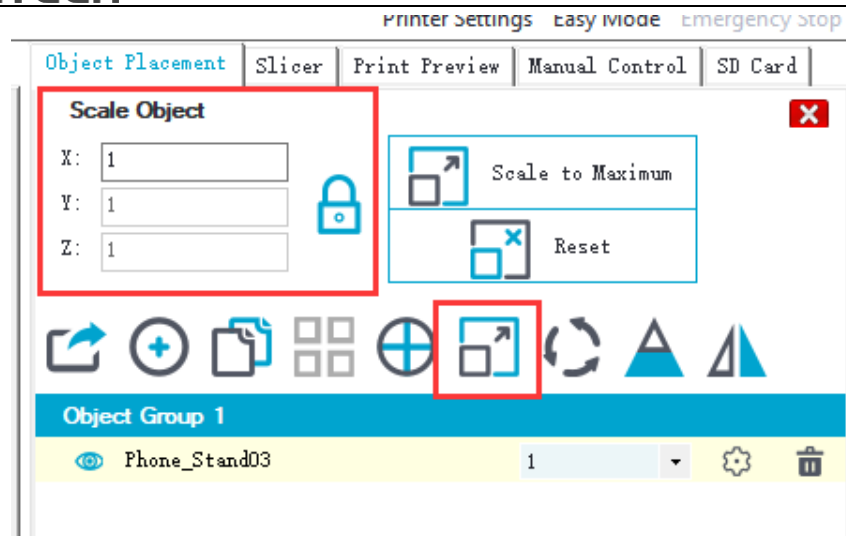 Printer Settings Easy Mode Emergency Stop
Object Placement Slicer Print Preview Manual Control SD Card
Scale Object
X: 1
Y: 1
Z: 1
Scale to Maximum
Reset
Object Group 1
Phone_Stand03 1